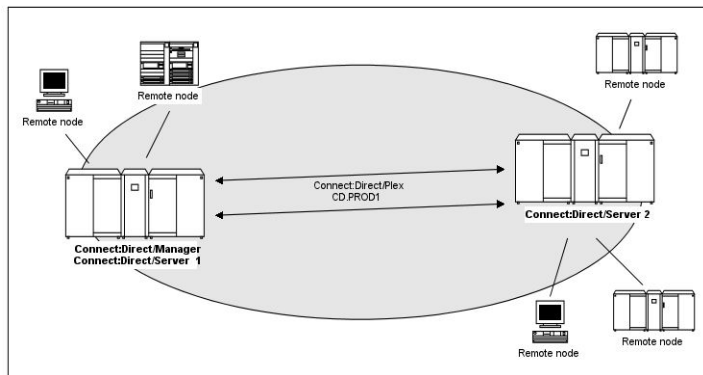 Remote node
Remote node
Remote node
Connect:Direct/Plex
CD.PROD1
Connect:Direct/Server 2
Connect:Direct/Manager
Connect:Direct/Server 1
Remote node
Remote node